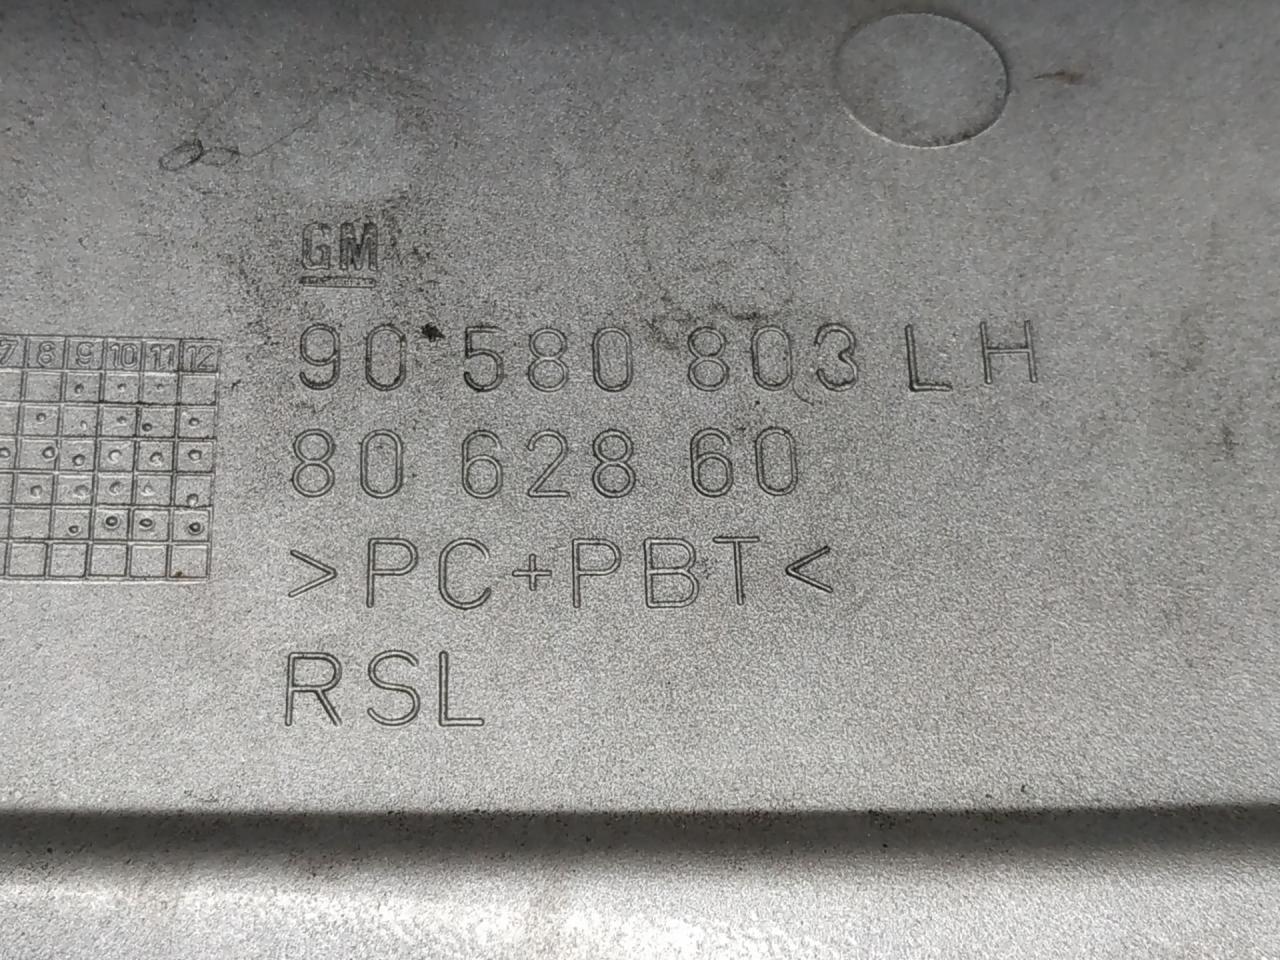 GM
90 580 803 LH
7 8 9 10 11 12
80 628 60
>PC+PBT<
RSL